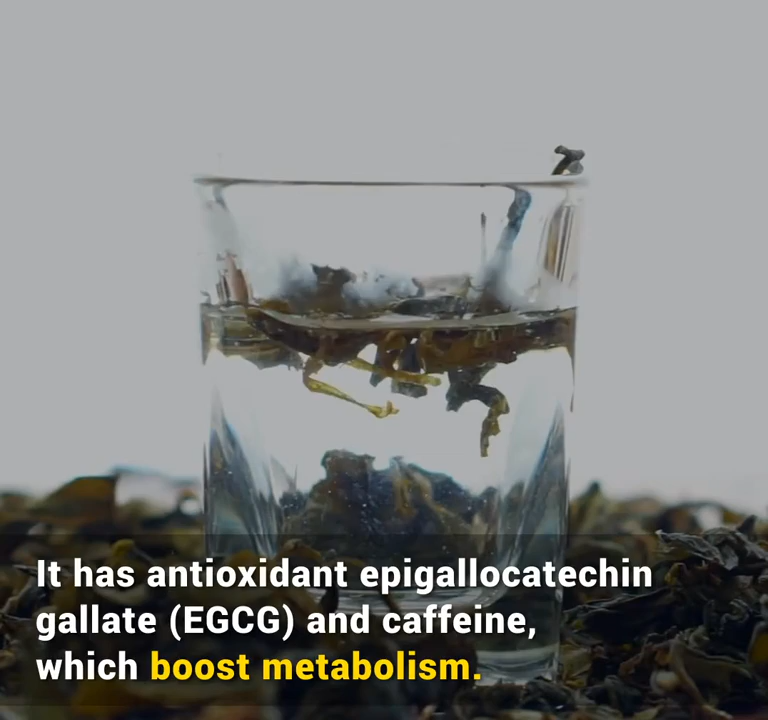 It has antioxidant epigallocatechin
gallate (EGCG) and caffeine,
which boost metabolism.